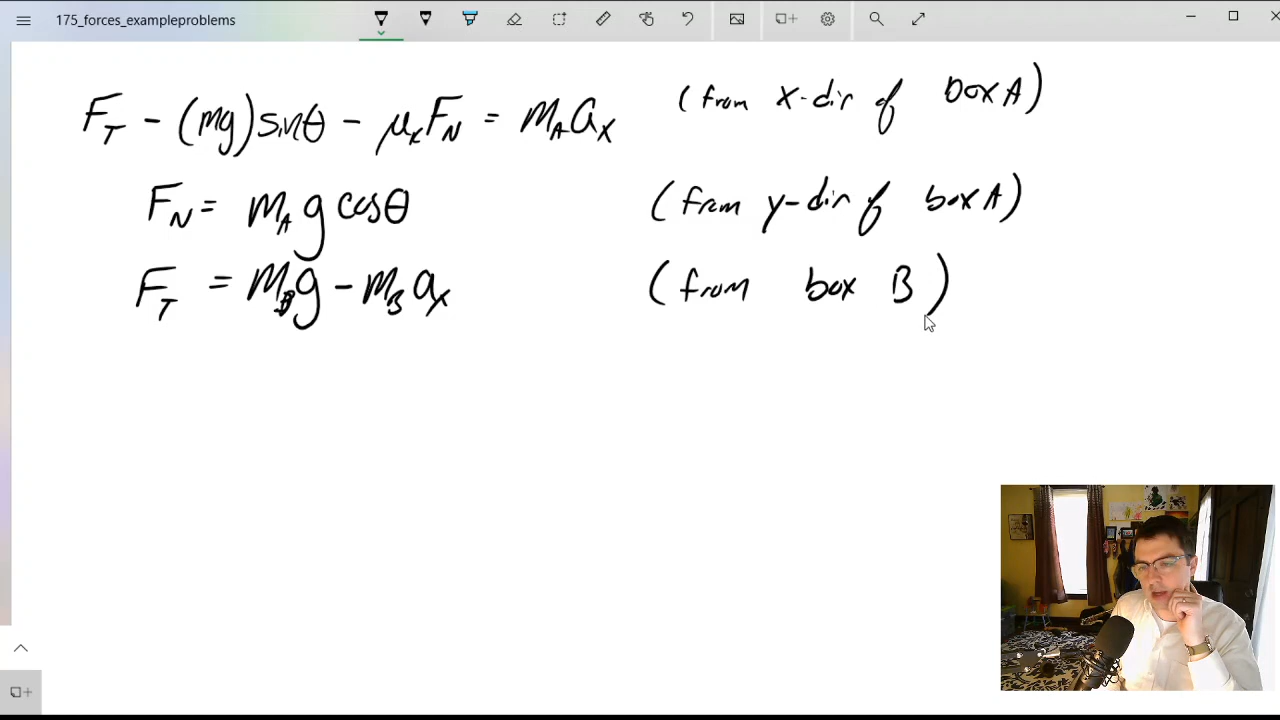 175_forces_exampleproblems
F_T - (mg) sinθ - μ_k F_N = m_A a_x (from x-dir of box A)
F_N = m_A g cosθ (from y-dir of box A)
F_T = m_B g - m_B a_x (from box B)